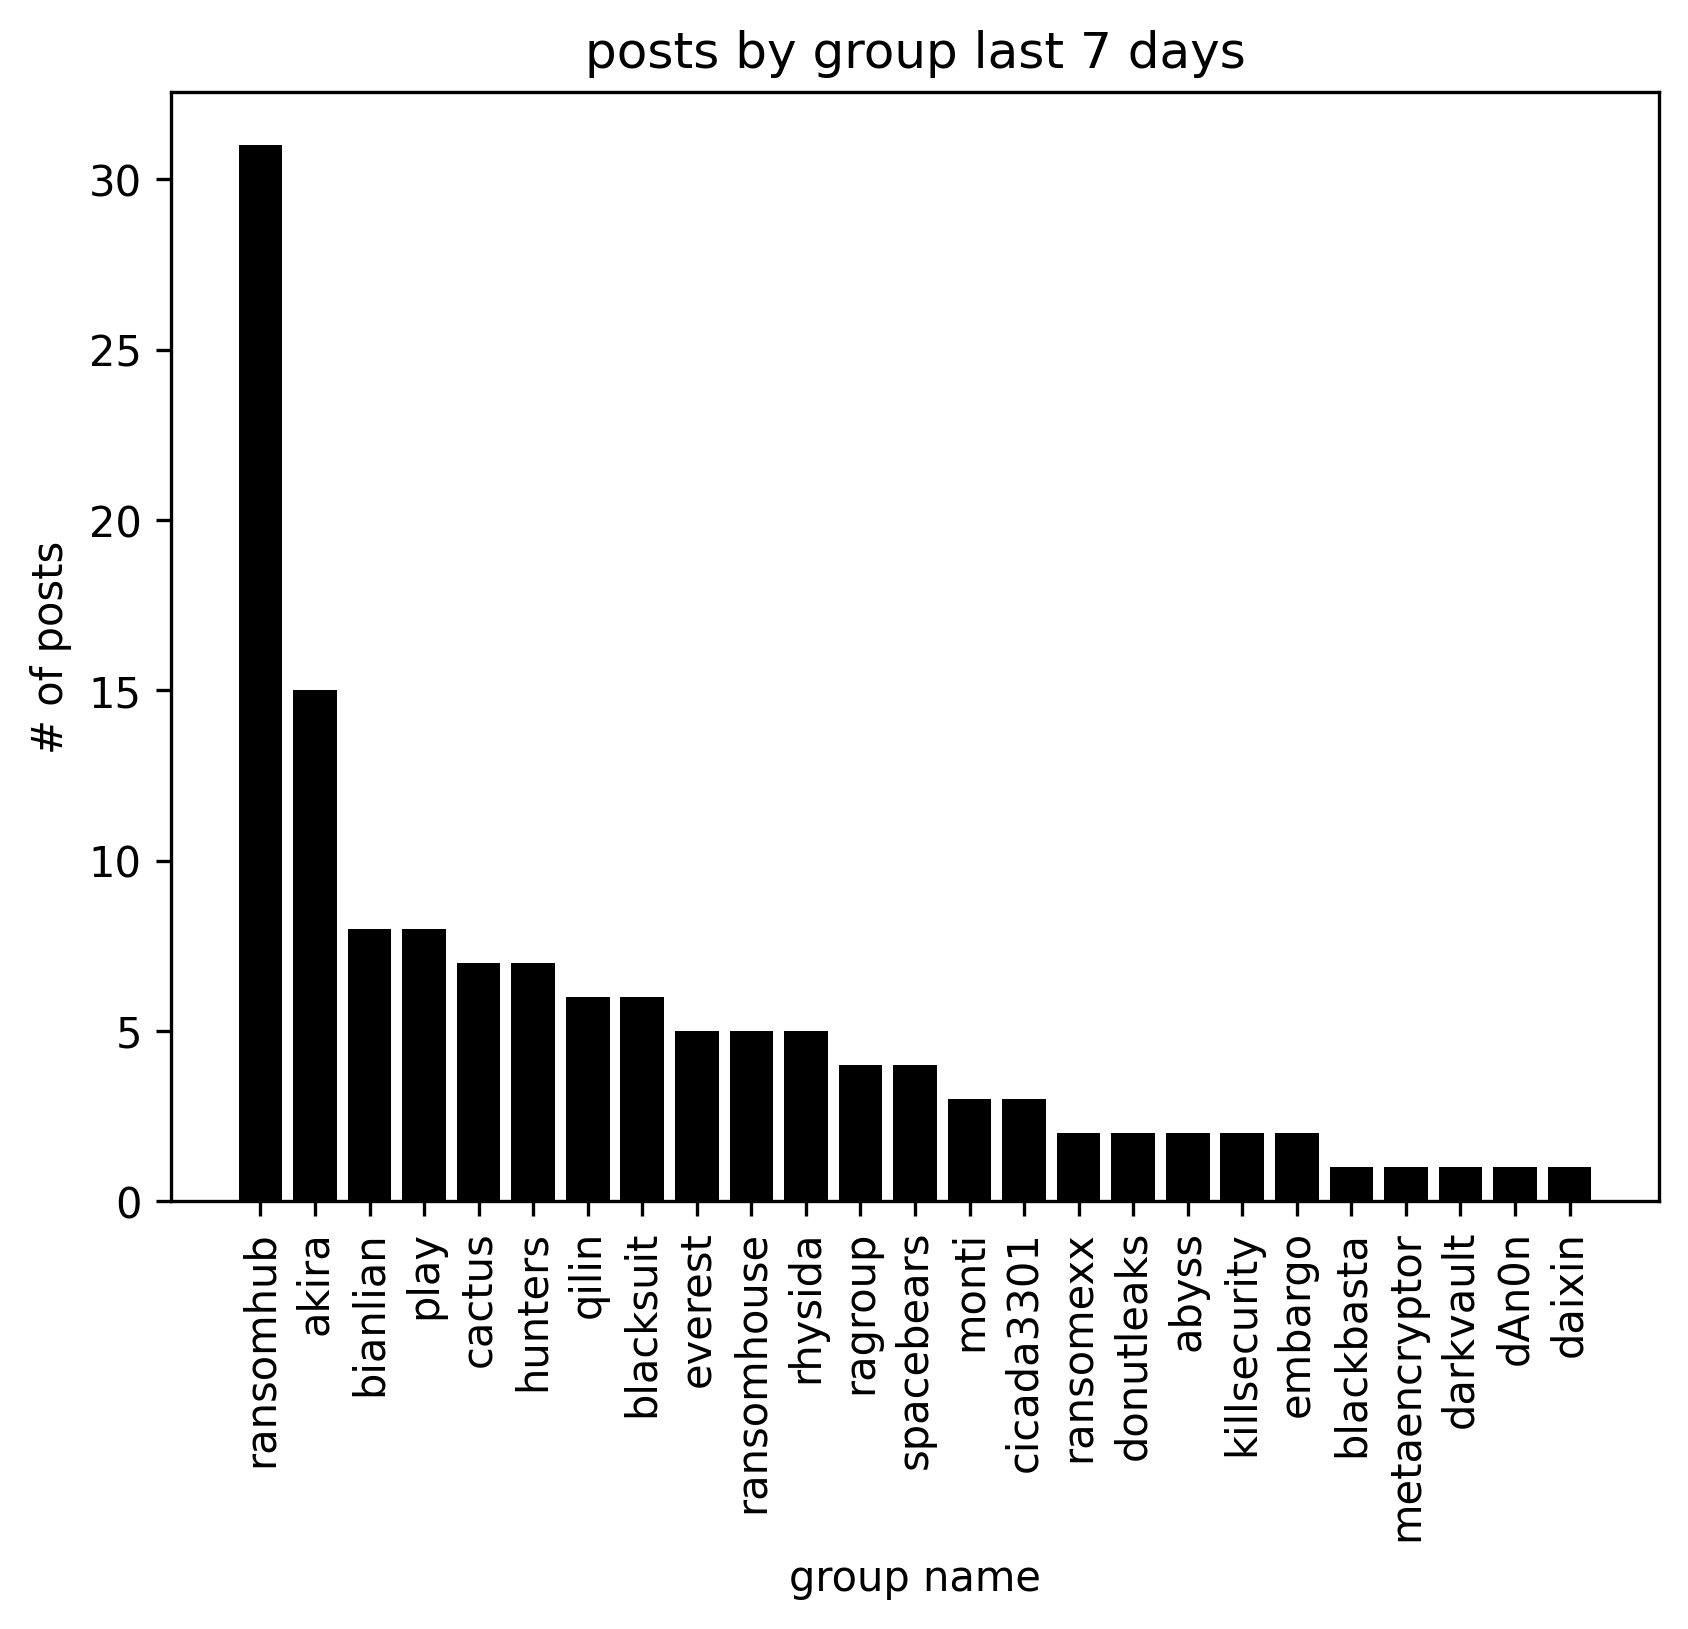 posts by group last 7 days
# of posts
30
25
20
15
10
5
0
ransomhub
akira
bianlian
play
cactus
hunters
qilin
blacksuit
everest
ransomhouse
rhysida
ragroup
spacebears
monti
cicada3301
ransomexx
donutleaks
abyss
killsecurity
embargo
blackbasta
metaencryptor
darkvault
dAn0n
daixin
group name